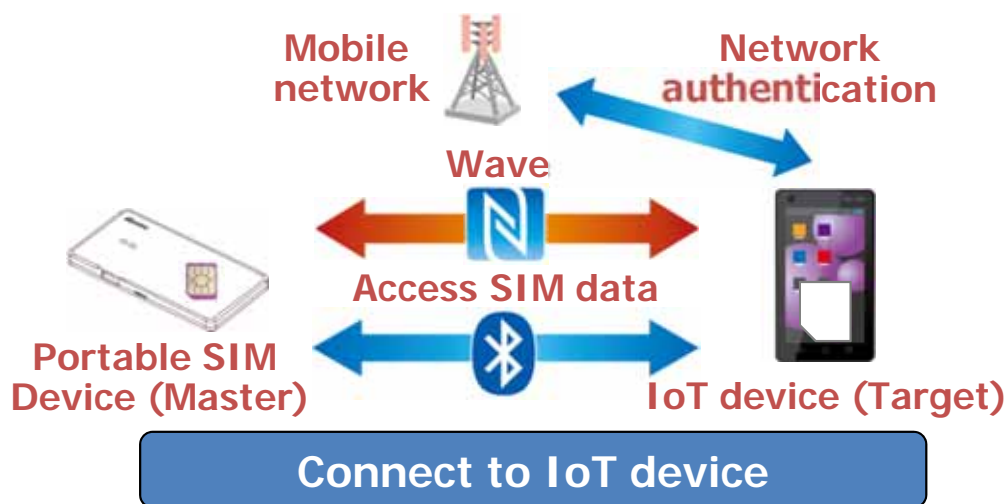 Mobile
network
Network
authentication
Wave
Access SIM data
Portable SIM
Device (Master)
IoT device (Target)
Connect to IoT device